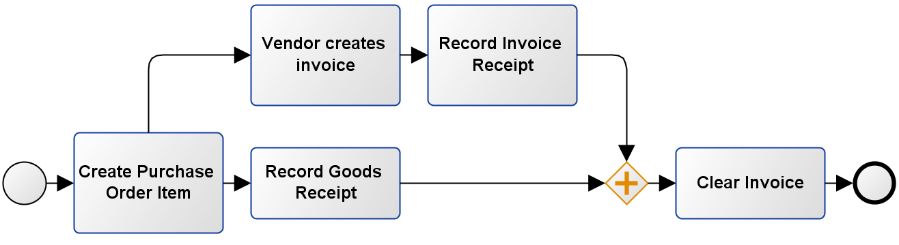 Vendor creates
invoice
Record Invoice
Receipt
Create Purchase
Order Item
Record Goods
Receipt
Clear Invoice